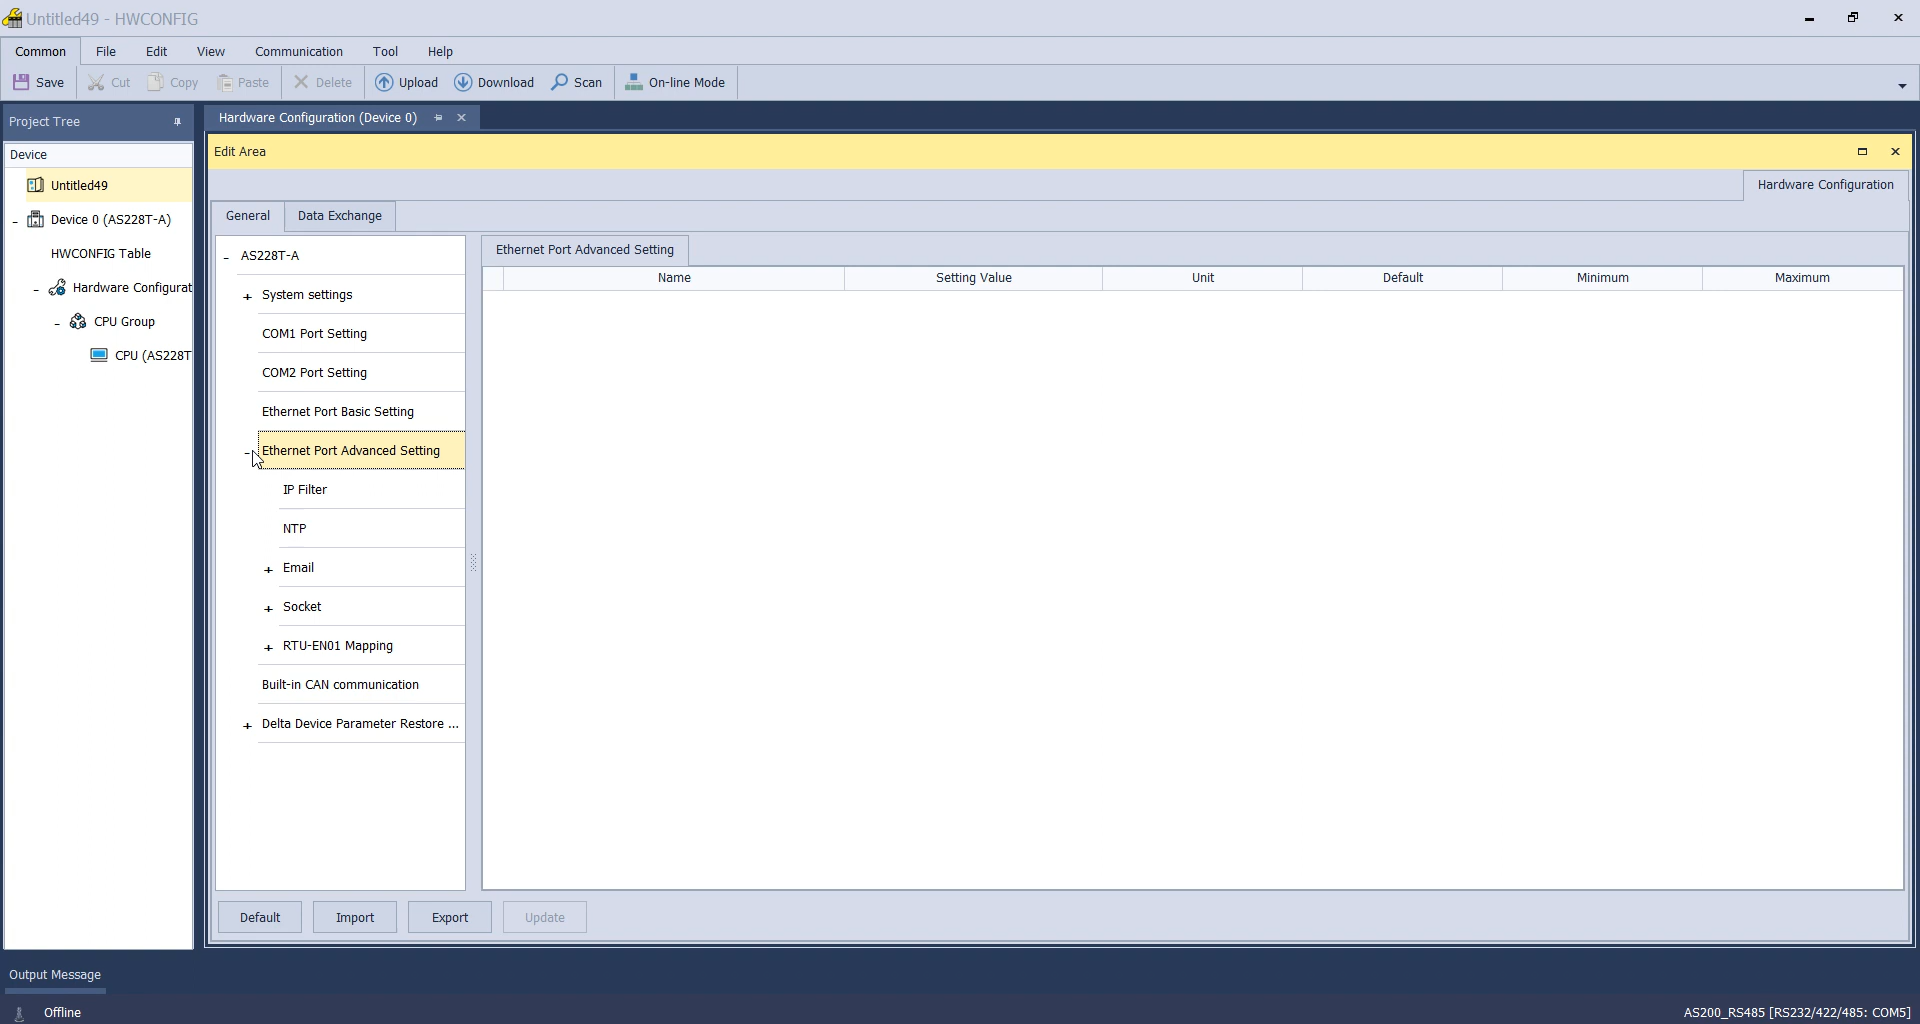 Untitled49 - HWCONFIG
Common File Edit View Communication Tool Help
Save Cut Copy Paste Delete Upload Download Scan On-line Mode
Project Tree
Device
Untitled49
Device 0 (AS228T-A)
HWCONFIG Table
Hardware Configurat
CPU Group
CPU (AS228T
Hardware Configuration (Device 0)
Edit Area
Hardware Configuration
General Data Exchange
AS228T-A
System settings
COM1 Port Setting
COM2 Port Setting
Ethernet Port Basic Setting
Ethernet Port Advanced Setting
IP Filter
NTP
Email
Socket
RTU-EN01 Mapping
Built-in CAN communication
Delta Device Parameter Restore ...
Ethernet Port Advanced Setting
Name Setting Value Unit Default Minimum Maximum
Default Import Export Update
Output Message
Offline
AS200_RS485 [RS232/422/485: COM5]